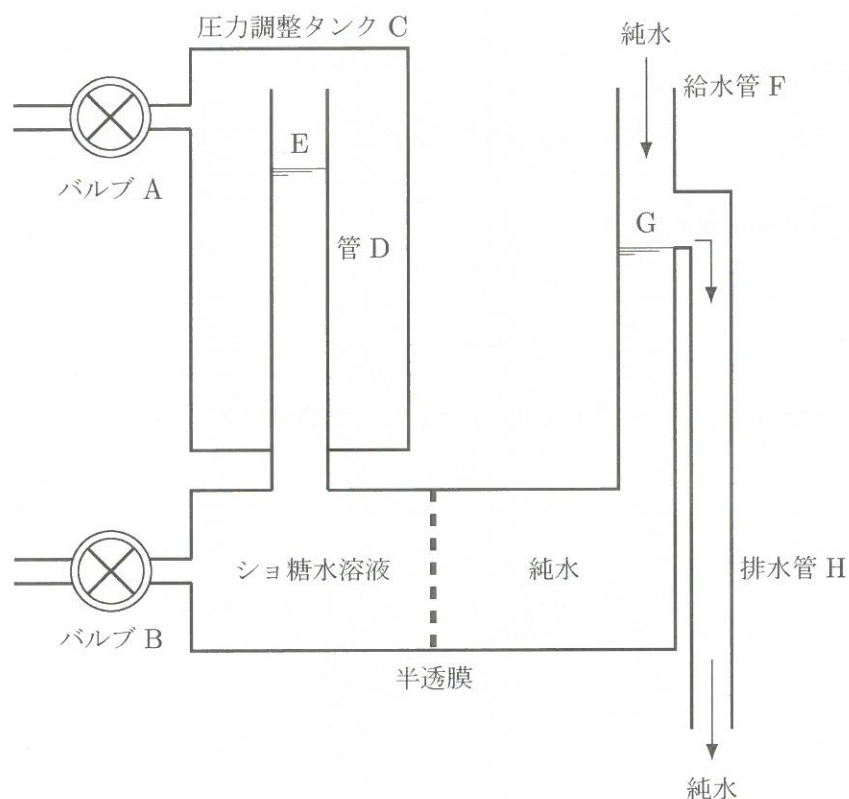 圧力調整タンク C
純水
給水管 F
E
バルブ A
管 D
G
ショ糖水溶液
純水
排水管 H
バルブ B
半透膜
純水